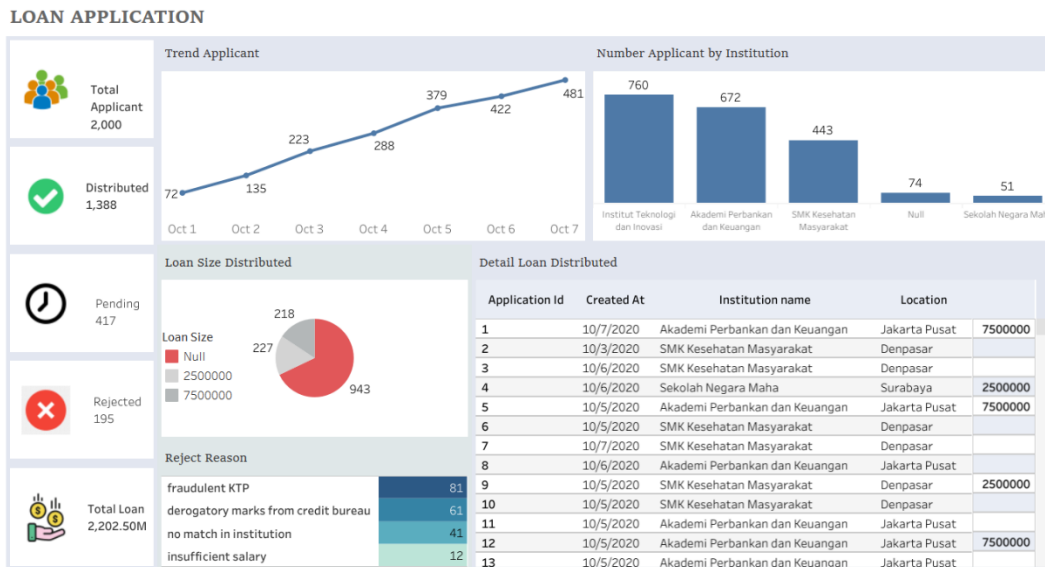 LOAN APPLICATION
Total
Applicant
2,000
Distributed
1,388
Pending
417
Rejected
195
Total Loan
2,202.50M
Trend Applicant
72
135
223
288
379
422
481
Oct 1 Oct 2 Oct 3 Oct 4 Oct 5 Oct 6 Oct 7
Number Applicant by Institution
760
672
443
74
51
Institut Teknologi
dan Inovasi
Akademi Perbankan
dan Keuangan
SMK Kesehatan
Masyarakat
Null
Sekolah Negara Mah
Loan Size Distributed
Loan Size
Null
2500000
7500000
218
227
943
Reject Reason
fraudulent KTP 81
derogatory marks from credit bureau 61
no match in institution 41
insufficient salary 12
Detail Loan Distributed
Application Id Created At Institution name Location
1 10/7/2020 Akademi Perbankan dan Keuangan Jakarta Pusat 7500000
2 10/3/2020 SMK Kesehatan Masyarakat Denpasar
3 10/6/2020 SMK Kesehatan Masyarakat Denpasar
4 10/6/2020 Sekolah Negara Maha Surabaya 2500000
5 10/5/2020 Akademi Perbankan dan Keuangan Jakarta Pusat 7500000
6 10/5/2020 SMK Kesehatan Masyarakat Denpasar
7 10/7/2020 SMK Kesehatan Masyarakat Denpasar
8 10/6/2020 Akademi Perbankan dan Keuangan Jakarta Pusat
9 10/5/2020 SMK Kesehatan Masyarakat Denpasar 2500000
10 10/5/2020 SMK Kesehatan Masyarakat Denpasar
11 10/5/2020 Akademi Perbankan dan Keuangan Jakarta Pusat
12 10/5/2020 Akademi Perbankan dan Keuangan Jakarta Pusat 7500000
13 10/5/2020 Akademi Perbankan dan Keuangan Jakarta Pusat